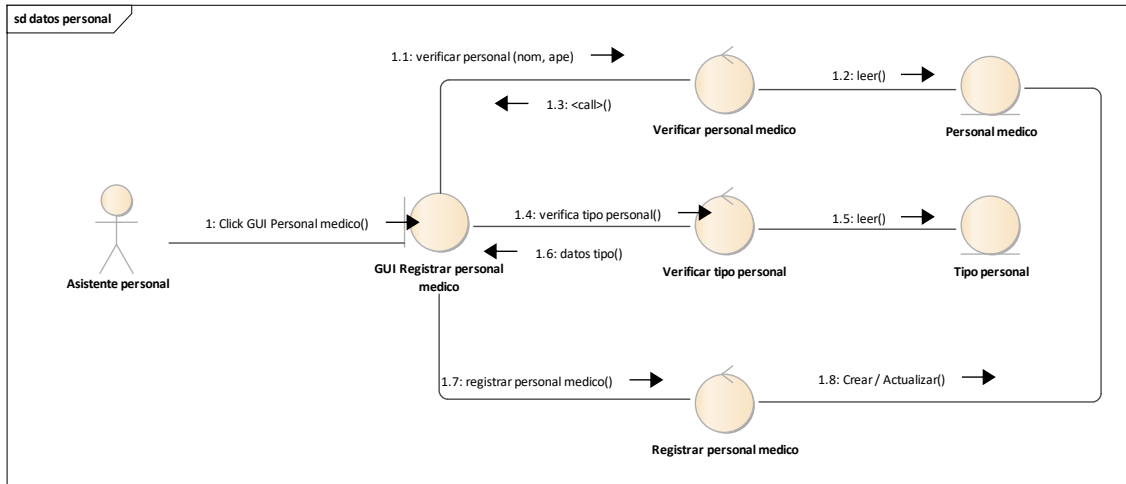 sd datos personal
1.1: verificar personal (nom, ape)
1.2: leer()
1.3: <call>()
Verificar personal medico
Personal medico
1: Click GUI Personal medico()
1.4: verifica tipo personal()
1.5: leer()
1.6: datos tipo()
Asistente personal
GUI Registrar personal
medico
Verificar tipo personal
Tipo personal
1.7: registrar personal medico()
1.8: Crear / Actualizar()
Registrar personal medico